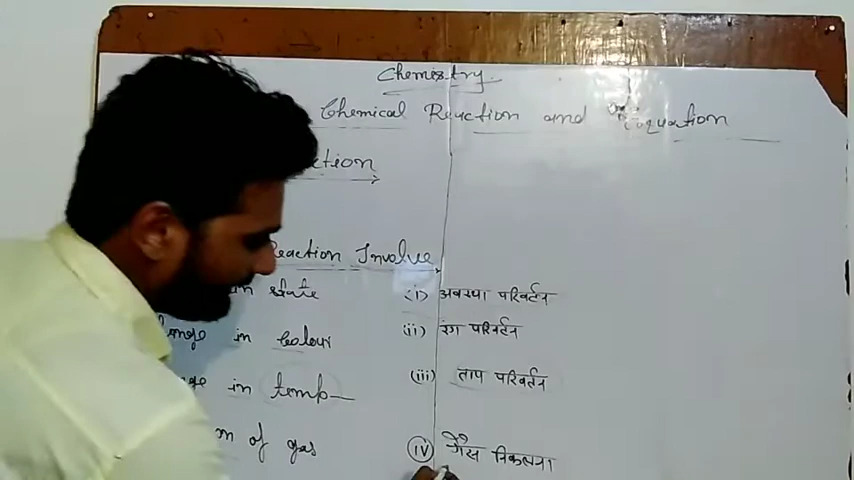 Chemistry
Chemical Reaction and Equation
ction
Reaction Involve
in state (i) अवस्था परिवर्तन
ange in Colour (ii) रंग परिवर्तन
ge in temp (iii) ताप परिवर्तन
n of gas (iv) गैस निकलना